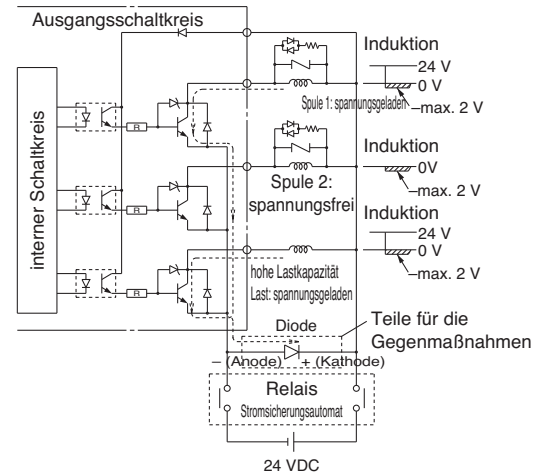 Ausgangsschaltkreis
interner Schaltkreis
R
R
R
Induktion
24 V
0 V
–max. 2 V
Spule 1: spannungsgeladen
Induktion
0V
–max. 2 V
Spule 2:
spannungsfrei
Induktion
24 V
0 V
–max. 2 V
hohe Lastkapazität
Last: spannungsgeladen
Diode
Teile für die
Gegenmaßnahmen
– (Anode)
+ (Kathode)
Relais
Stromsicherungsautomat
24 VDC